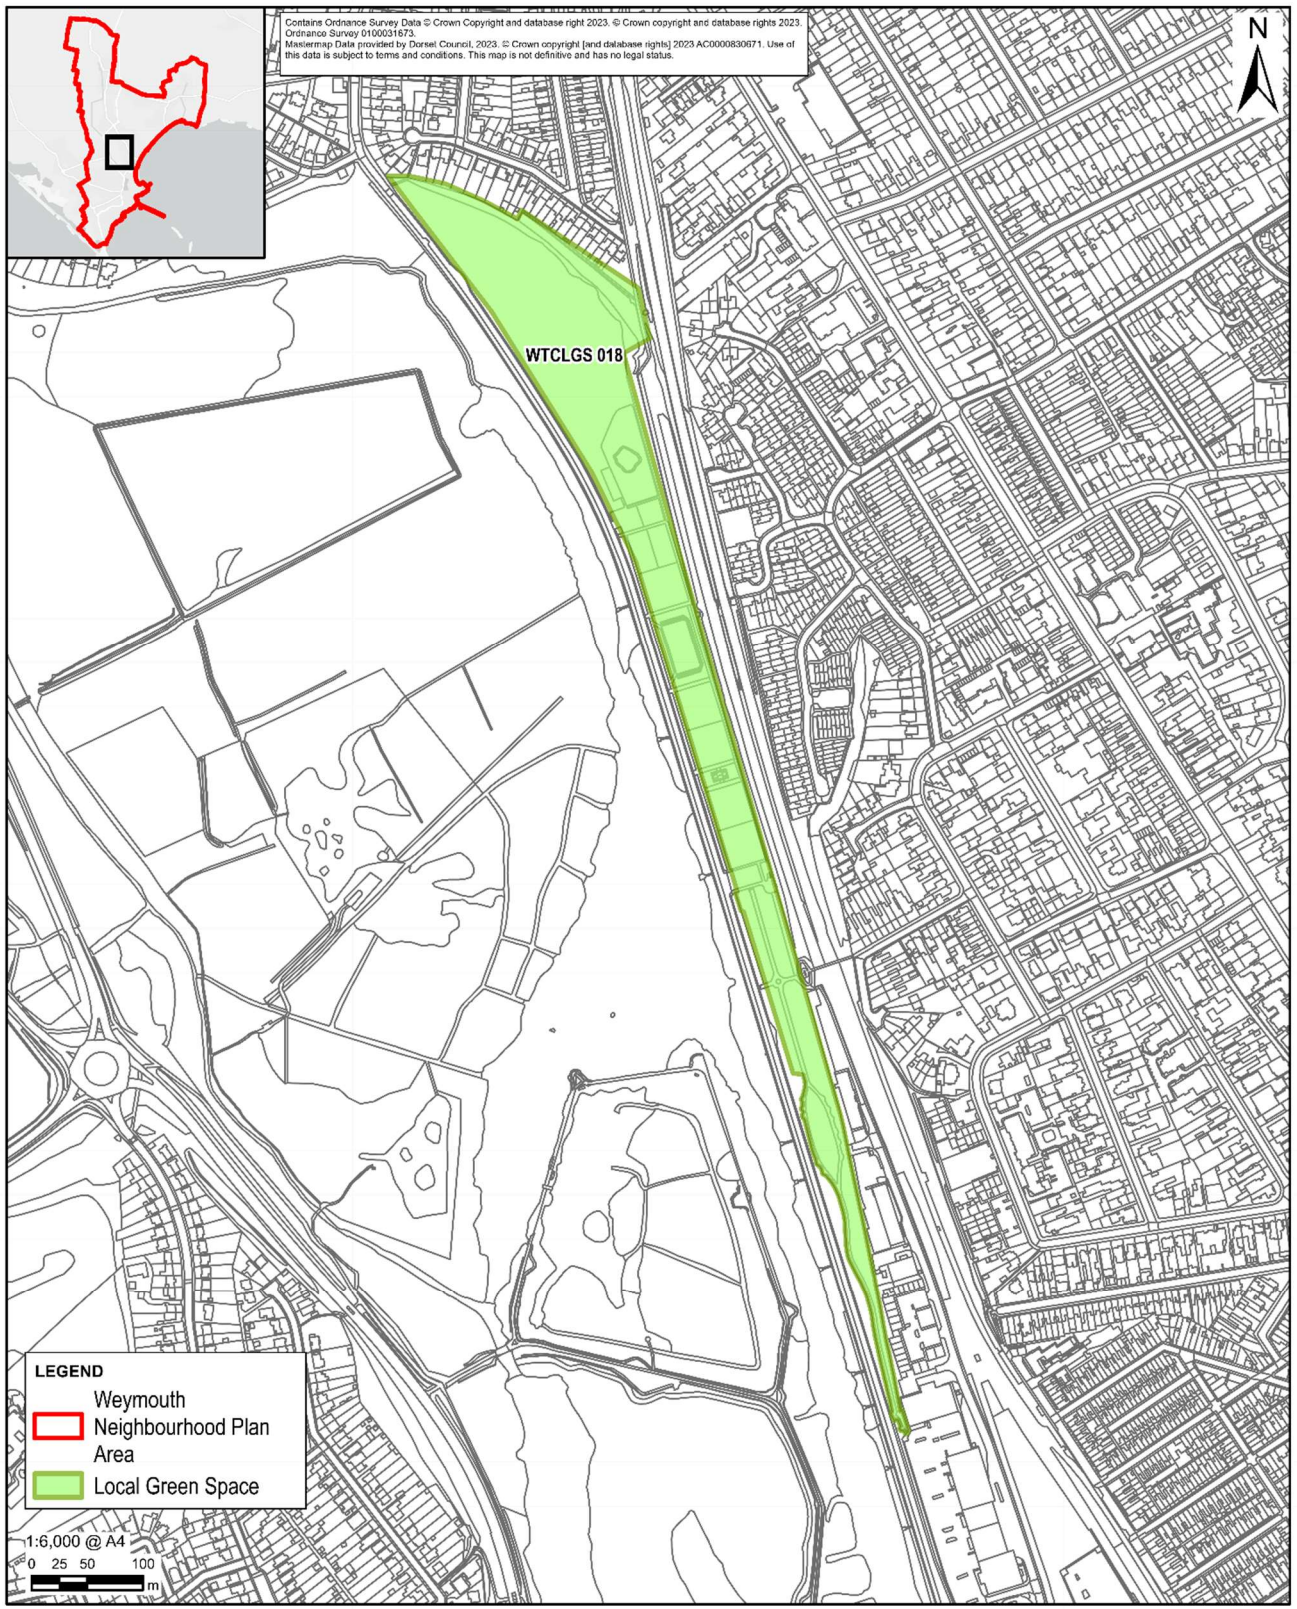 Contains Ordnance Survey Data © Crown Copyright and database right 2023. © Crown copyright and database rights 2023.
Ordnance Survey 0100031673.
Mastermap Data provided by Dorset Council, 2023. © Crown copyright [and database rights] 2023 AC0000830671. Use of
this data is subject to terms and conditions. This map is not definitive and has no legal status.
N
WTCLGS 018
LEGEND
Weymouth
Neighbourhood Plan
Area
Local Green Space
1:6,000 @ A4
0 25 50 100
m